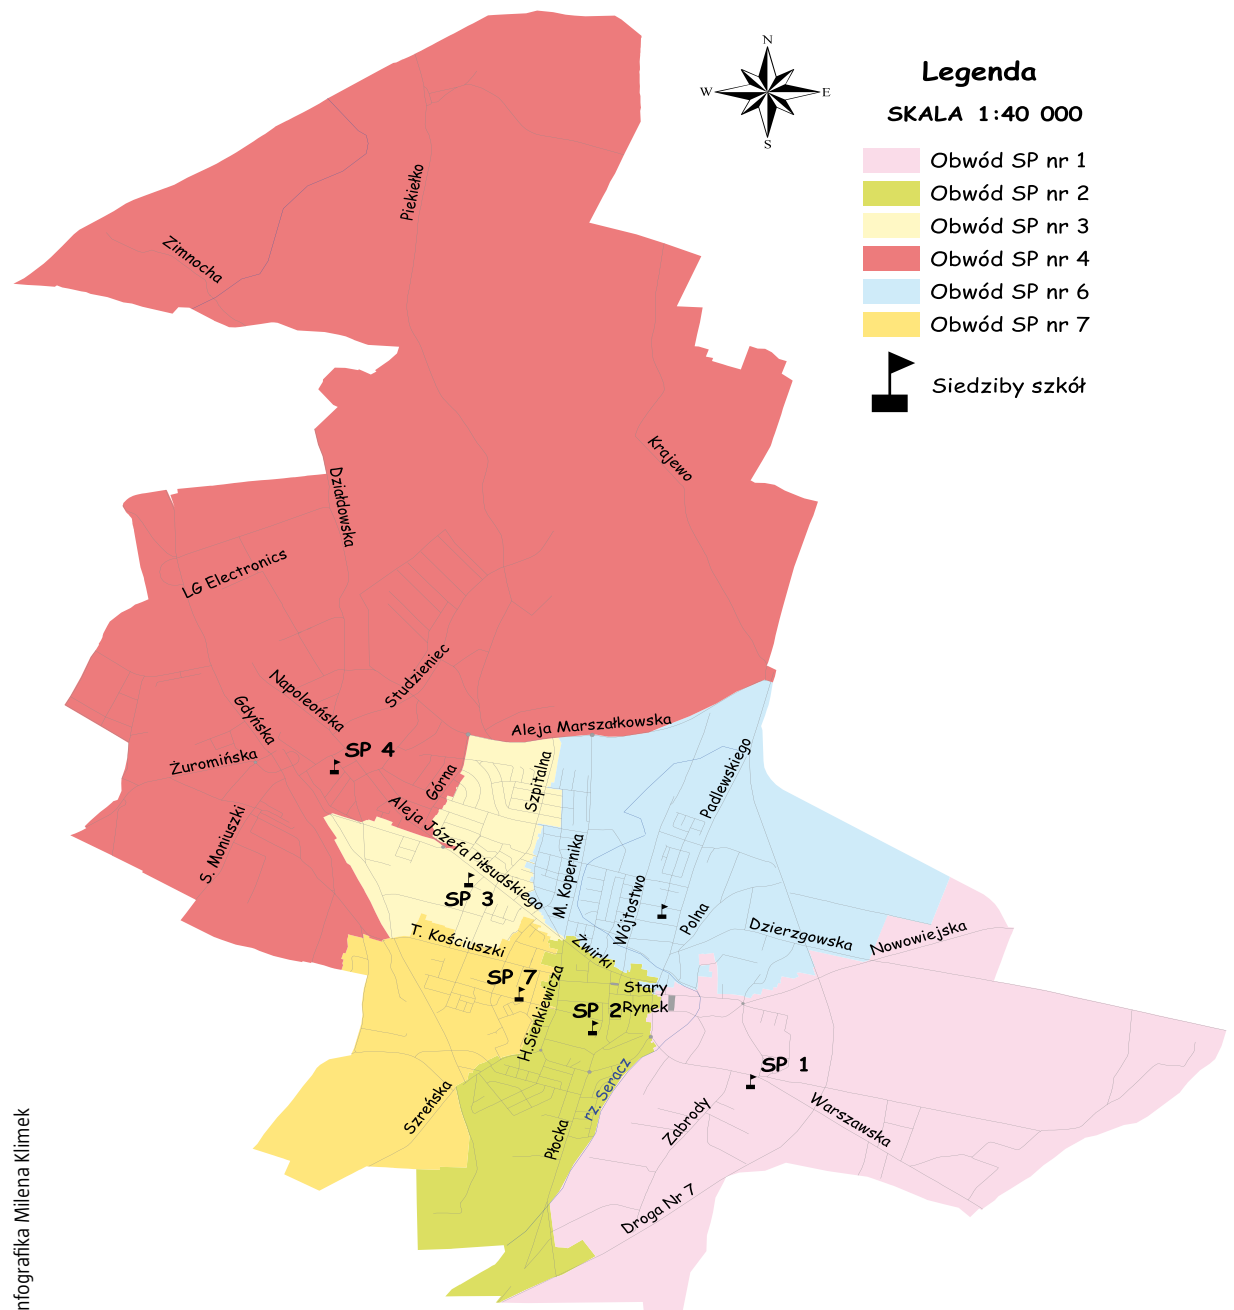 N
W
E
S
Legenda
SKALA 1:40 000
Obwód SP nr 1
Obwód SP nr 2
Obwód SP nr 3
Obwód SP nr 4
Obwód SP nr 6
Obwód SP nr 7
Siedziby szkół
Piekiełko
Zimnocha
Krajewo
Działdowska
LG Electronics
Studzieniec
Napoleońska
Gdyńska
Aleja Marszałkowska
SP 4
Żuromińska
Górna
Szpitalna
Padlewskiego
S. Moniuszki
Aleja Józefa Piłsudskiego
M. Kopernika
SP 3
Wójtostwo
Polna
Dzierzgowska
Nowowiejska
T. Kościuszki
Żwirki
SP 7
H.Sienkiewicza
Stary
Rynek
SP 2
rz. Seracz
SP 1
Szreńska
Zabrody
Warszawska
Płocka
Droga Nr 7
nfografika Milena Klimek